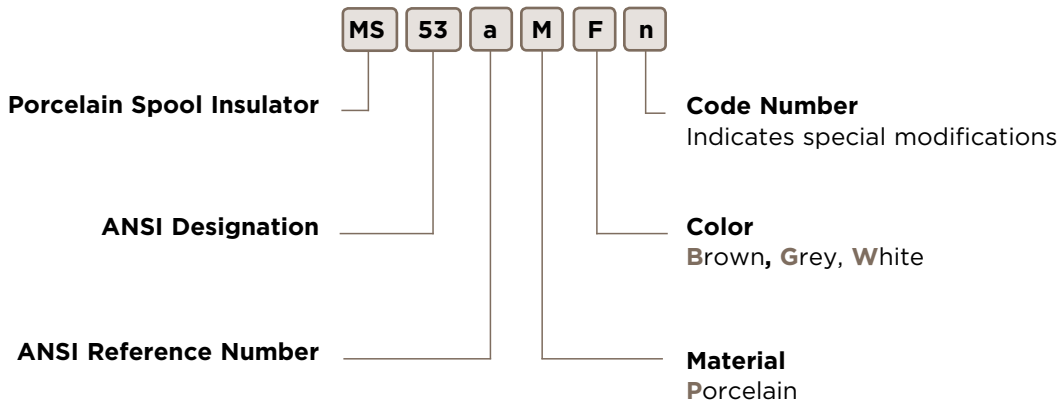 MS 53 a M F n
Porcelain Spool Insulator
Code Number
Indicates special modifications
ANSI Designation
Color
Brown, Grey, White
ANSI Reference Number
Material
Porcelain